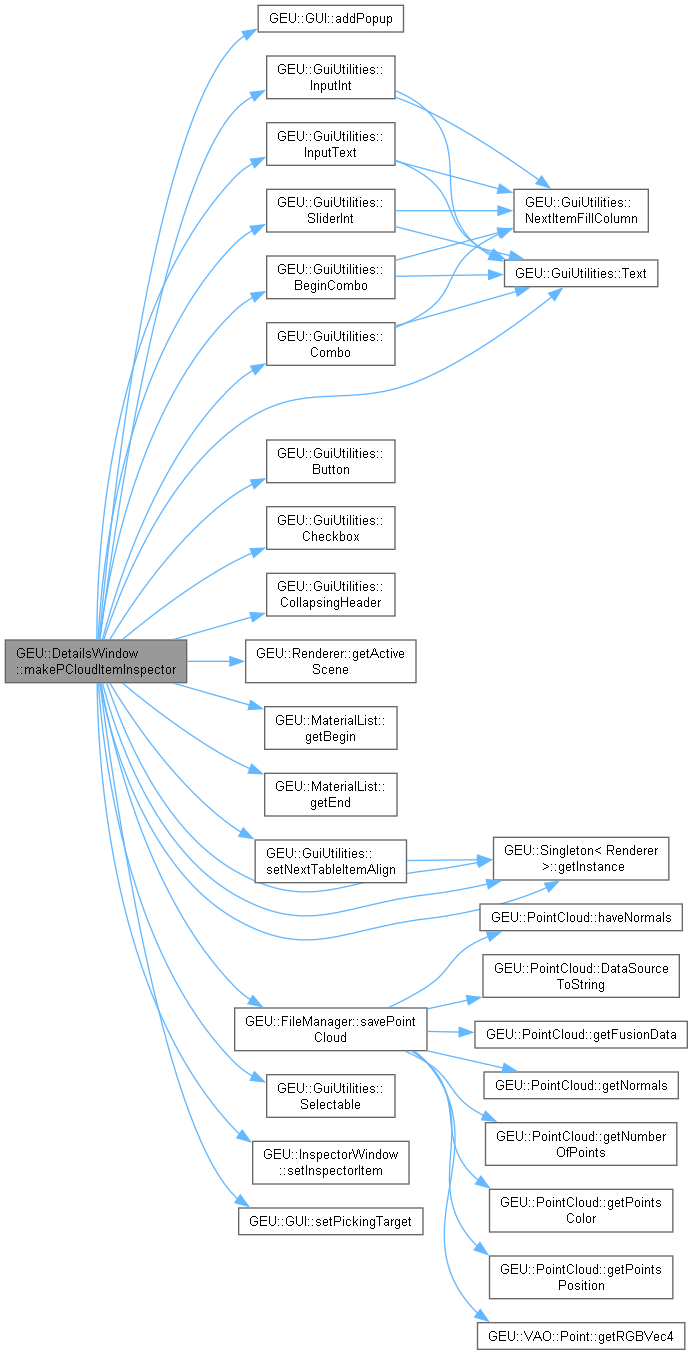 GEU::GUI::addPopup
GEU::GuiUtilities::
InputInt
GEU::GuiUtilities::
InputText
GEU::GuiUtilities::
SliderInt
GEU::GuiUtilities::
NextItemFillColumn
GEU::GuiUtilities::
BeginCombo
GEU::GuiUtilities::Text
GEU::GuiUtilities::
Combo
GEU::GuiUtilities::
Button
GEU::GuiUtilities::
Checkbox
GEU::GuiUtilities::
CollapsingHeader
GEU::DetailsWindow
::makePCloudItemInspector
GEU::Renderer::getActive
Scene
GEU::MaterialList::
getBegin
GEU::MaterialList::
getEnd
GEU::GuiUtilities::
setNextTableItemAlign
GEU::Singleton< Renderer
>::getInstance
GEU::PointCloud::haveNormals
GEU::PointCloud::DataSource
ToString
GEU::FileManager::savePoint
Cloud
GEU::PointCloud::getFusionData
GEU::PointCloud::getNormals
GEU::GuiUtilities::
Selectable
GEU::PointCloud::getNumber
OfPoints
GEU::InspectorWindow
::setInspectorItem
GEU::PointCloud::getPoints
Color
GEU::GUI::setPickingTarget
GEU::PointCloud::getPoints
Position
GEU::VAO::Point::getRGBVec4